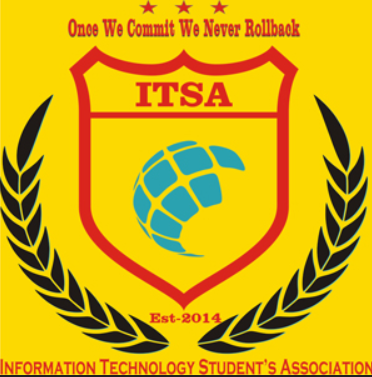 Once We Commit We Never Rollback
ITSA
Est-2014
INFORMATION TECHNOLOGY STUDENT'S ASSOCIATION